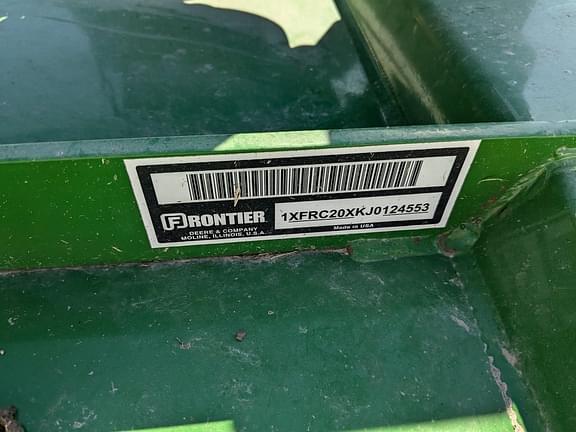 FRONTIER
DEERE & COMPANY
MOLINE, ILLINOIS, U.S.A.
1XFRC20XKJ0124553
Made in USA